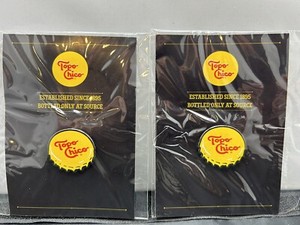 Topo
Chico
ESTABLISHED SINCE 1895
BOTTLED ONLY AT SOURCE
Topo
Chico
Topo
Chico
ESTABLISHED SINCE 1895
BOTTLED ONLY AT SOURCE
Topo
Chico